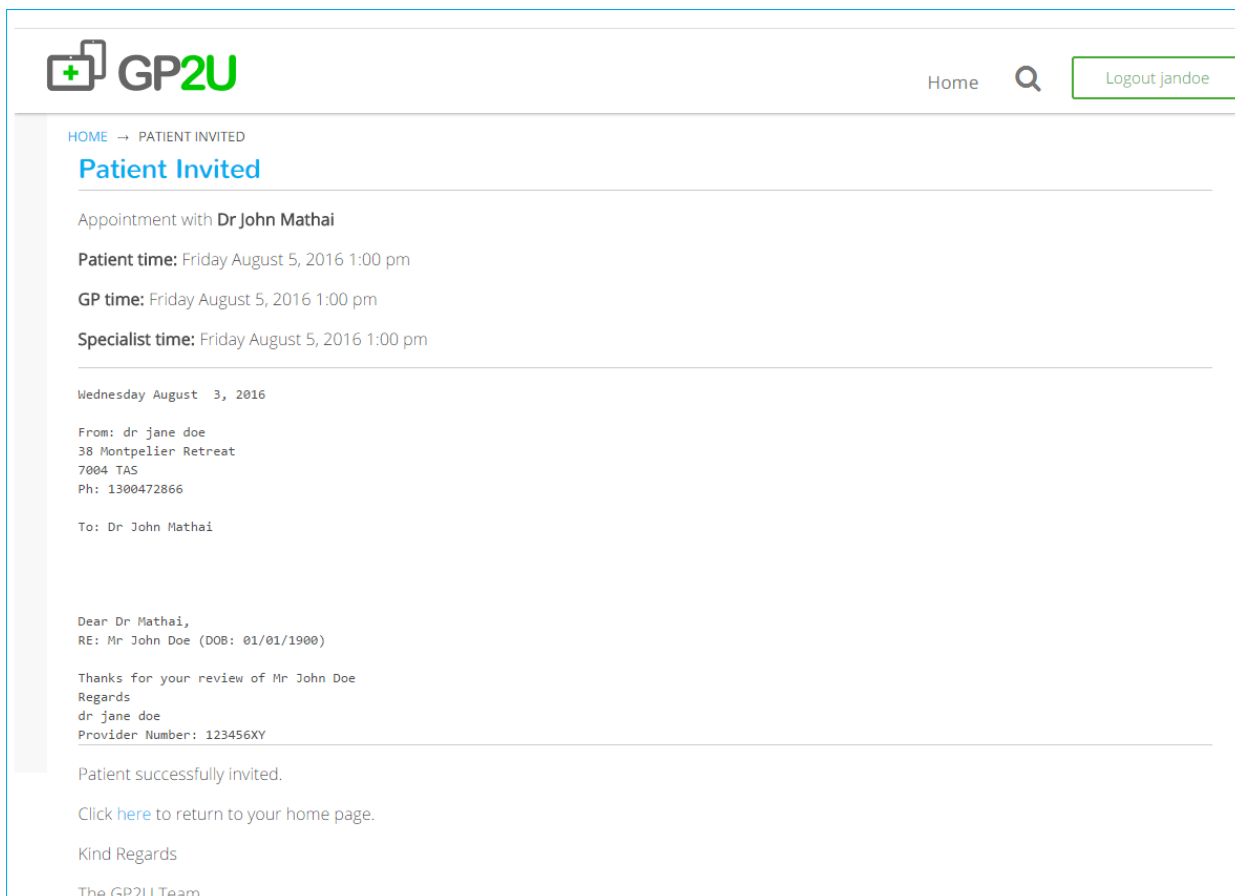 GP2U
Home
Logout jandoe
HOME → PATIENT INVITED
Patient Invited
Appointment with Dr John Mathai
Patient time: Friday August 5, 2016 1:00 pm
GP time: Friday August 5, 2016 1:00 pm
Specialist time: Friday August 5, 2016 1:00 pm
Wednesday August  3, 2016
From: dr jane doe
38 Montpelier Retreat
7004 TAS
Ph: 1300472866
To: Dr John Mathai
Dear Dr Mathai,
RE: Mr John Doe (DOB: 01/01/1900)
Thanks for your review of Mr John Doe
Regards
dr jane doe
Provider Number: 123456XY
Patient successfully invited.
Click here to return to your home page.
Kind Regards
The GP2U Team